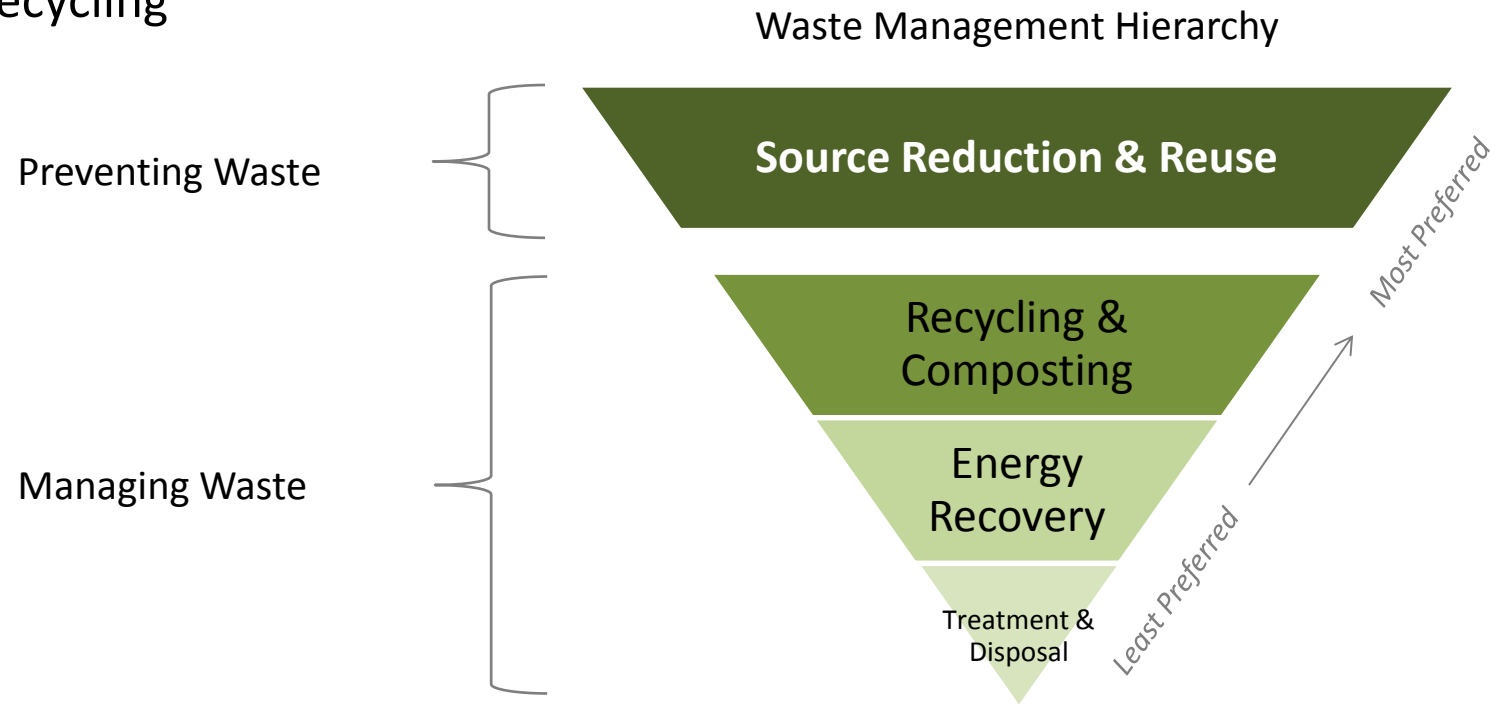 ecycling
Waste Management Hierarchy
Preventing Waste
Source Reduction & Reuse
Most Preferred
Recycling &
Composting
Managing Waste
Energy
Recovery
Least Preferred
Treatment &
Disposal